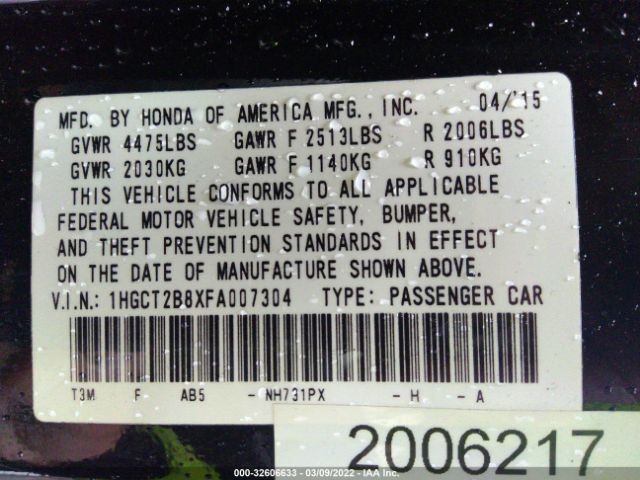 MFD. BY HONDA OF AMERICA MFG., INC. 04/'15
GVWR 4475LBS GAWR F 2513LBS R 2006LBS
GVWR 2030KG GAWR F 1140KG R 910KG
THIS VEHICLE CONFORMS TO ALL APPLICABLE
FEDERAL MOTOR VEHICLE SAFETY, BUMPER,
AND THEFT PREVENTION STANDARDS IN EFFECT
ON THE DATE OF MANUFACTURE SHOWN ABOVE.
V.I.N.: 1HGCT2B8XFA007304 TYPE: PASSENGER CAR
T3M F AB5 - NH731PX - H - A
2006217
000-32606633 - 03/09/2022 - IAA Inc.